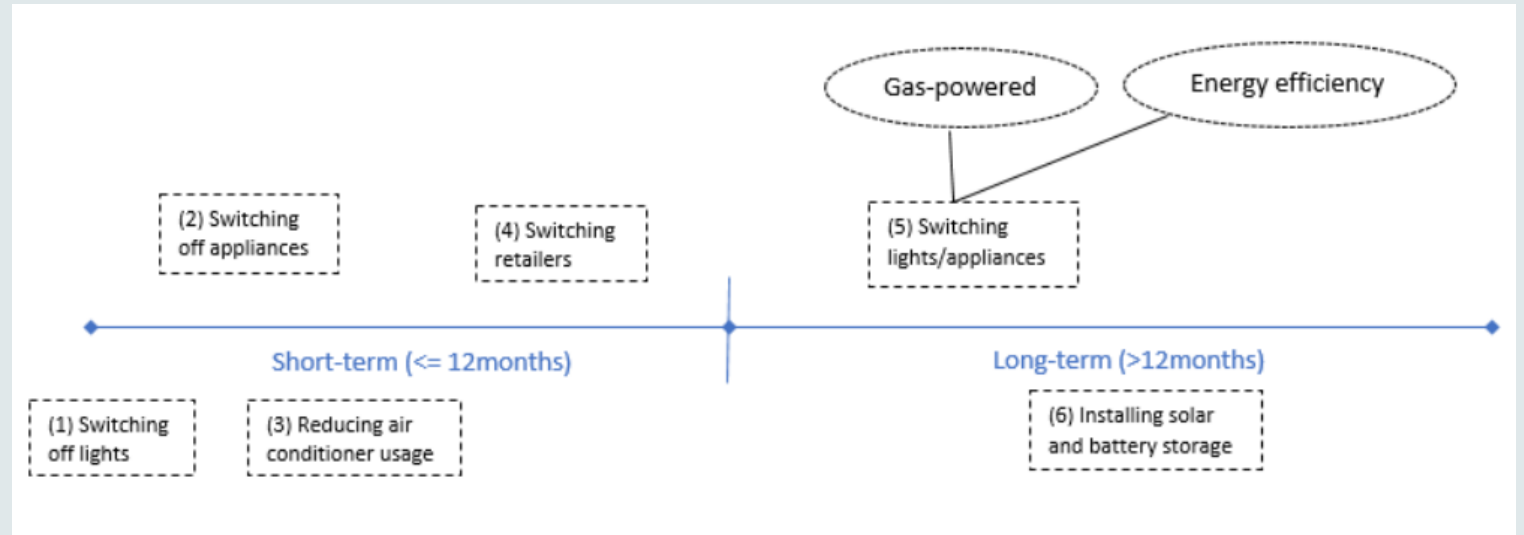 Gas-powered
Energy efficiency
(2) Switching
off appliances
(4) Switching
retailers
(5) Switching
lights/appliances
Short-term (<= 12months)
Long-term (>12months)
(1) Switching
off lights
(3) Reducing air
conditioner usage
(6) Installing solar
and battery storage